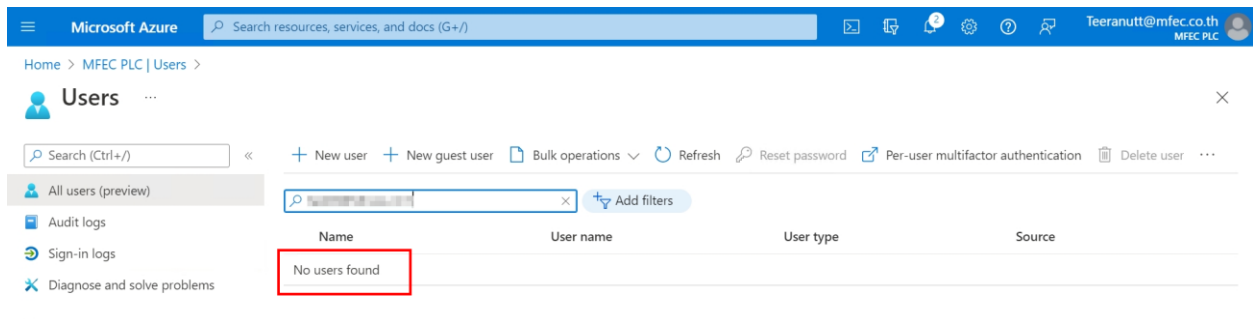 Microsoft Azure
Search resources, services, and docs (G+/)
2
Teeranutt@mfec.co.th
MFEC PLC
Home > MFEC PLC | Users >
Users ...
Search (Ctrl+/)
«
New user
New guest user
Bulk operations
Refresh
Reset password
Per-user multifactor authentication
Delete user
...
All users (preview)
Audit logs
Sign-in logs
Diagnose and solve problems
Add filters
Name User name User type Source
No users found